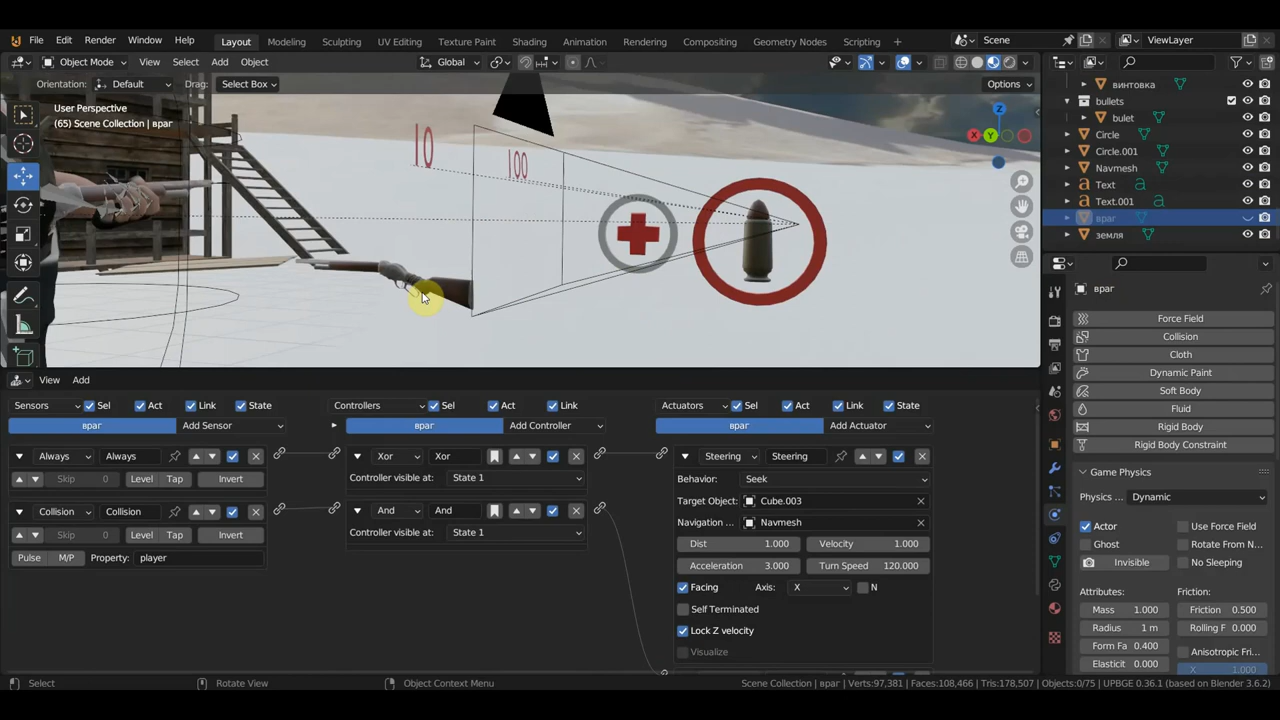 File Edit Render Window Help Layout Modeling Sculpting UV Editing Texture Paint Shading Animation Rendering Compositing Geometry Nodes Scripting + Scene ViewLayer
Object Mode View Select Add Object Global Options
Orientation: Default Drag: Select Box
User Perspective
(65) Scene Collection | враг
10
100
Z
X
Y
винтовка
bullets
bulet
Circle
Circle.001
Navmesh
Text
Text.001
враг
земля
враг
Force Field
Collision
Cloth
Dynamic Paint
Soft Body
Fluid
Rigid Body
Rigid Body Constraint
Game Physics
Physics Dynamic
Actor Use Force Field
Ghost Rotate From N...
Invisible No Sleeping
Attributes: Friction:
Mass 1.000 Friction 0.500
Radius 1 m Rolling F 0.000
Form Fa 0.400 Anisotropic Fri...
Elasticit 0.000 X 1.000
View Add
Sensors Sel Act Link State Controllers Sel Act Link Actuators Sel Act Link State
враг Add Sensor враг Add Controller враг Add Actuator
Always Always Xor Xor Steering Steering
Skip 0 Level Tap Invert Controller visible at: State 1 Behavior: Seek
Collision Collision And And Target Object: Cube.003
Skip 0 Level Tap Invert Controller visible at: State 1 Navigation ... Navmesh
Pulse M/P Property: player Dist 1.000 Velocity 1.000
Acceleration 3.000 Turn Speed 120.000
Facing Axis: X N
Self Terminated
Lock Z velocity
Visualize
Select Rotate View Object Context Menu Scene Collection | враг | Verts:97,381 | Faces:108,466 | Tris:178,507 | Objects:0/75 | UPBGE 0.36.1 (based on Blender 3.6.2)